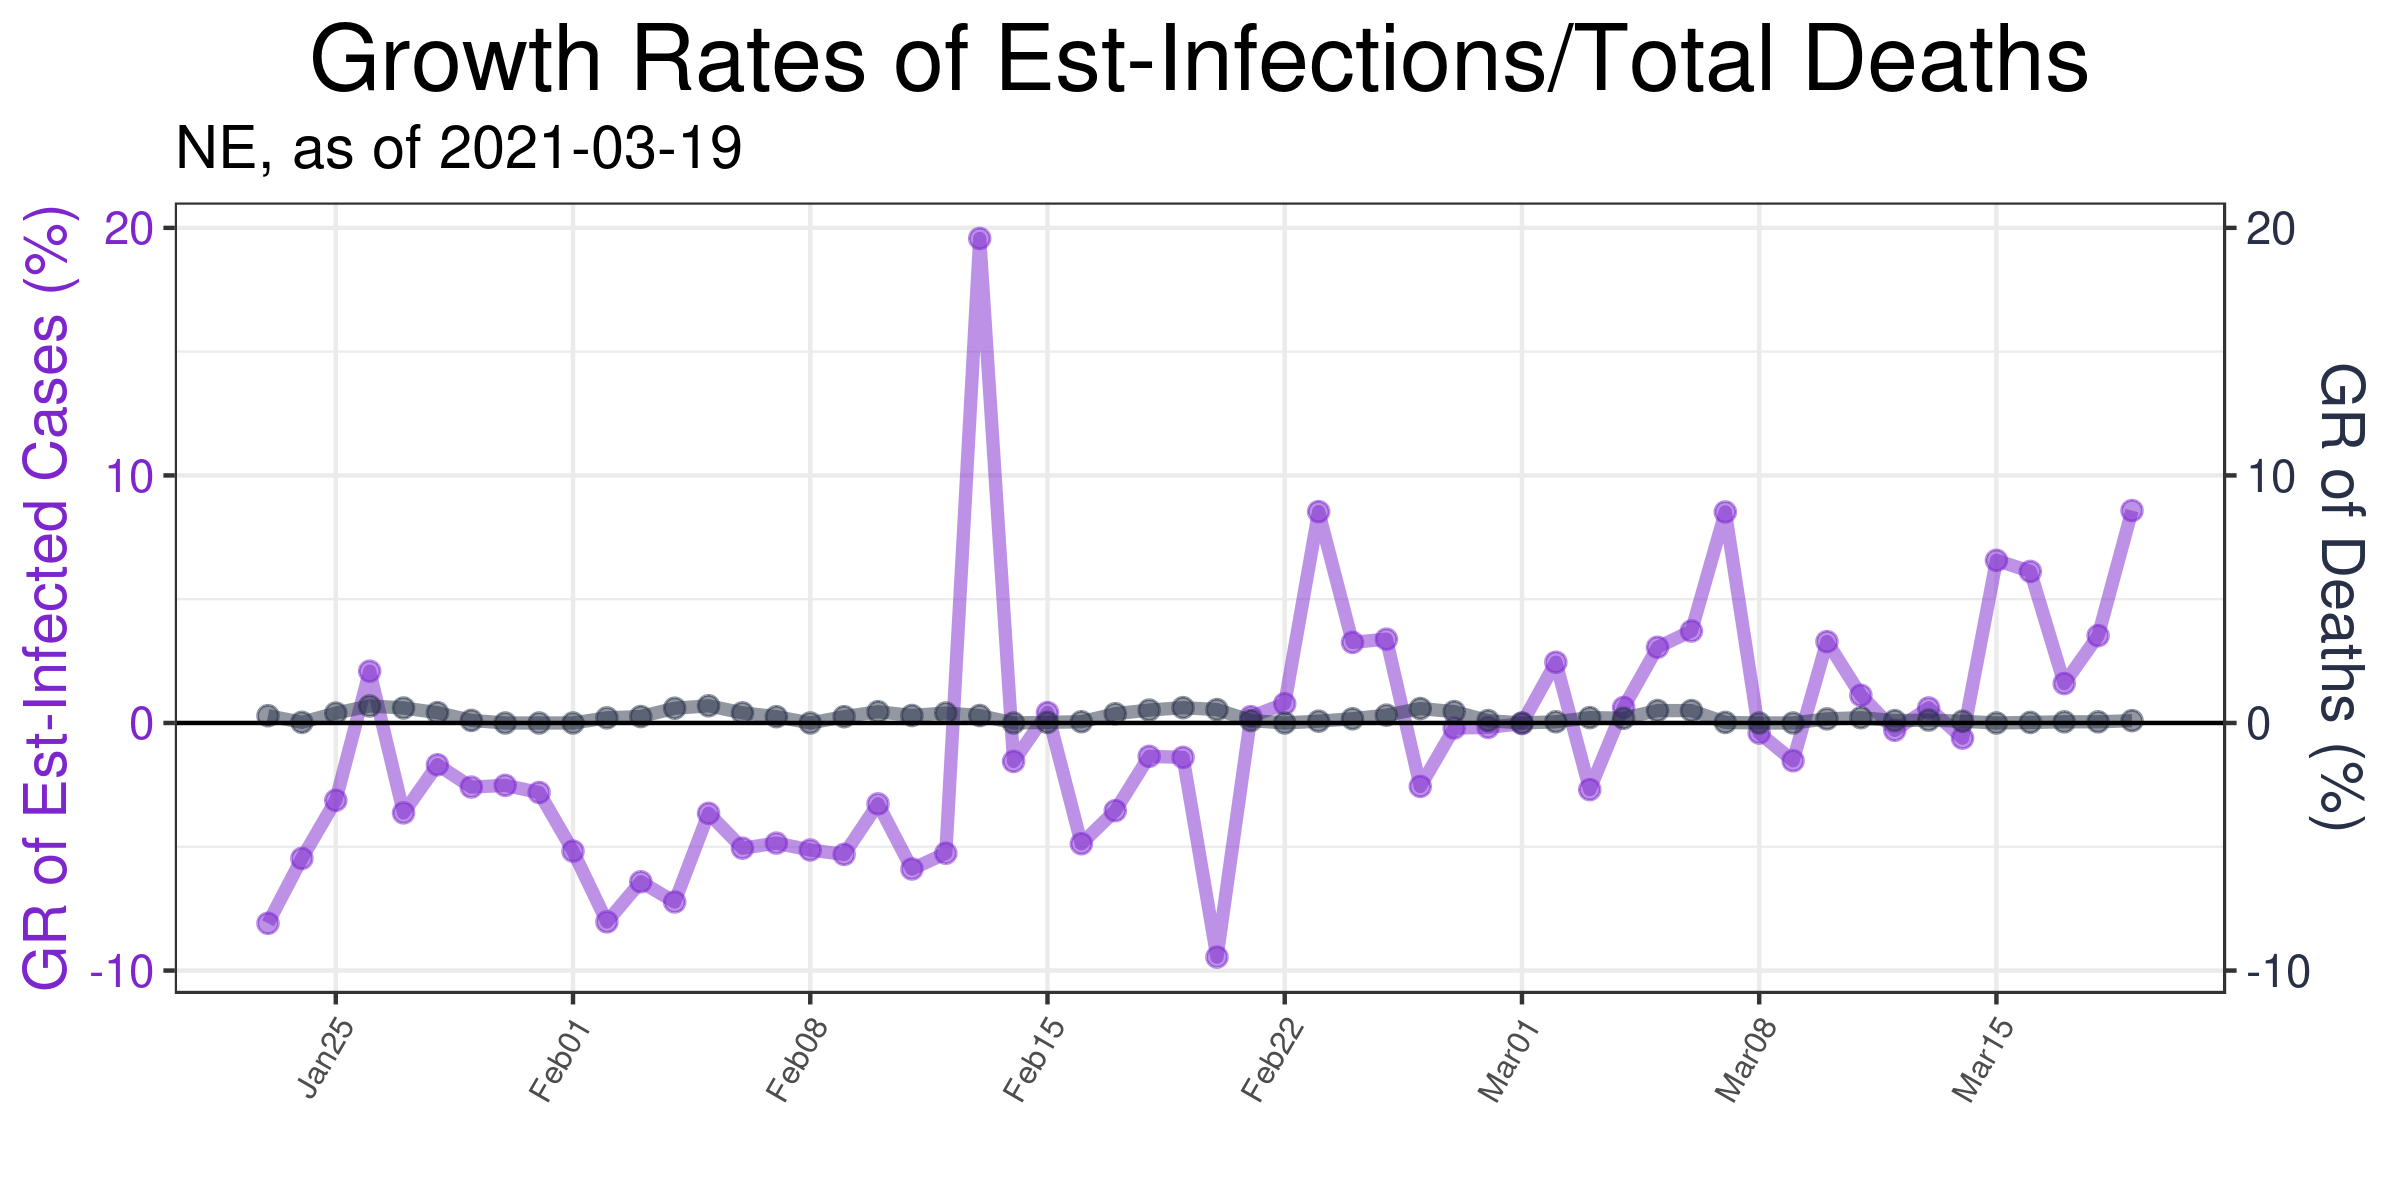 Growth Rates of Est-Infections/Total Deaths
NE, as of 2021-03-19
GR of Est-Infected Cases (%)
20
10
0
-10
20
10
0
-10
GR of Deaths (%)
Jan25
Feb01
Feb08
Feb15
Feb22
Mar01
Mar08
Mar15